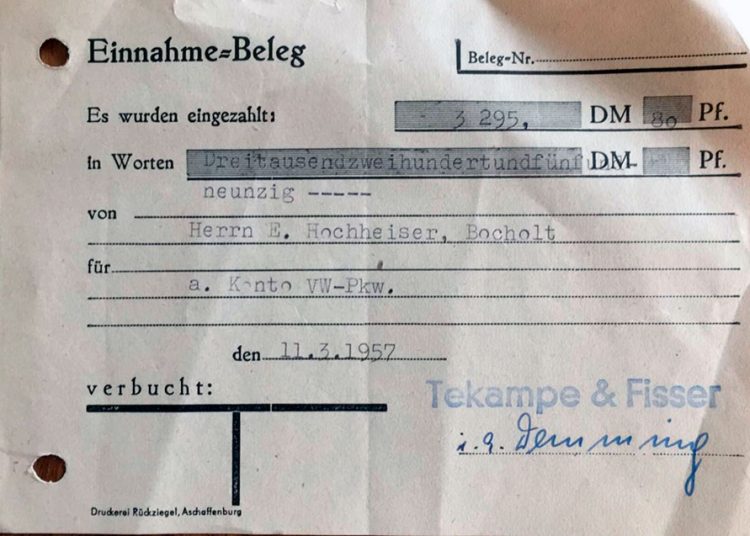 Einnahme=Beleg
Beleg-Nr.
Es wurden eingezahlt: 3 295, DM 80 Pf.
in Worten Dreitausendzweihundertundfünf DM Pf.
neunzig -----
von
Herrn E. Hochheiser, Bocholt
für
a. Konto VW-Pkw.
den 11.3.1957
verbucht:
Tekampe & Fisser
i.A. Demming
Druckerei Rückziegel, Aschaffenburg